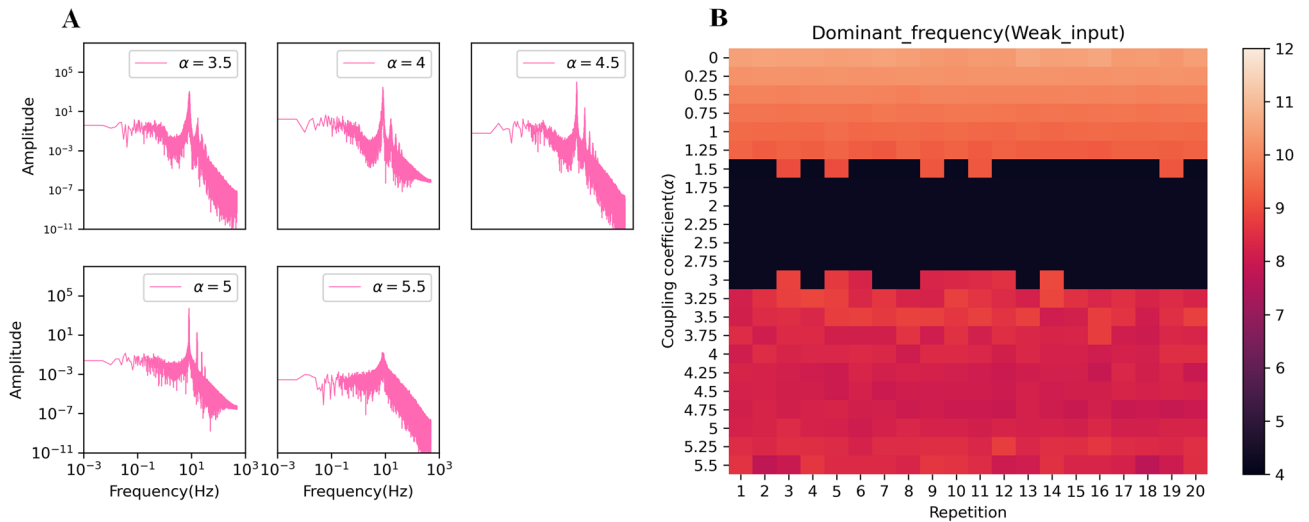 A
α = 3.5
α = 4
α = 4.5
10^5
10^1
10^−3
10^−7
10^−11
Amplitude
α = 5
α = 5.5
10^5
10^1
10^−3
10^−7
10^−11
Amplitude
10^−3 10^−1 10^1 10^3 10^−3 10^−1 10^1 10^3
Frequency(Hz) Frequency(Hz)
B
Dominant_frequency(Weak_input)
Coupling coefficient(α)
0
0.25
0.5
0.75
1
1.25
1.5
1.75
2
2.25
2.5
2.75
3
3.25
3.5
3.75
4
4.25
4.5
4.75
5
5.25
5.5
1 2 3 4 5 6 7 8 9 10 11 12 13 14 15 16 17 18 19 20
Repetition
12
11
10
9
8
7
6
5
4